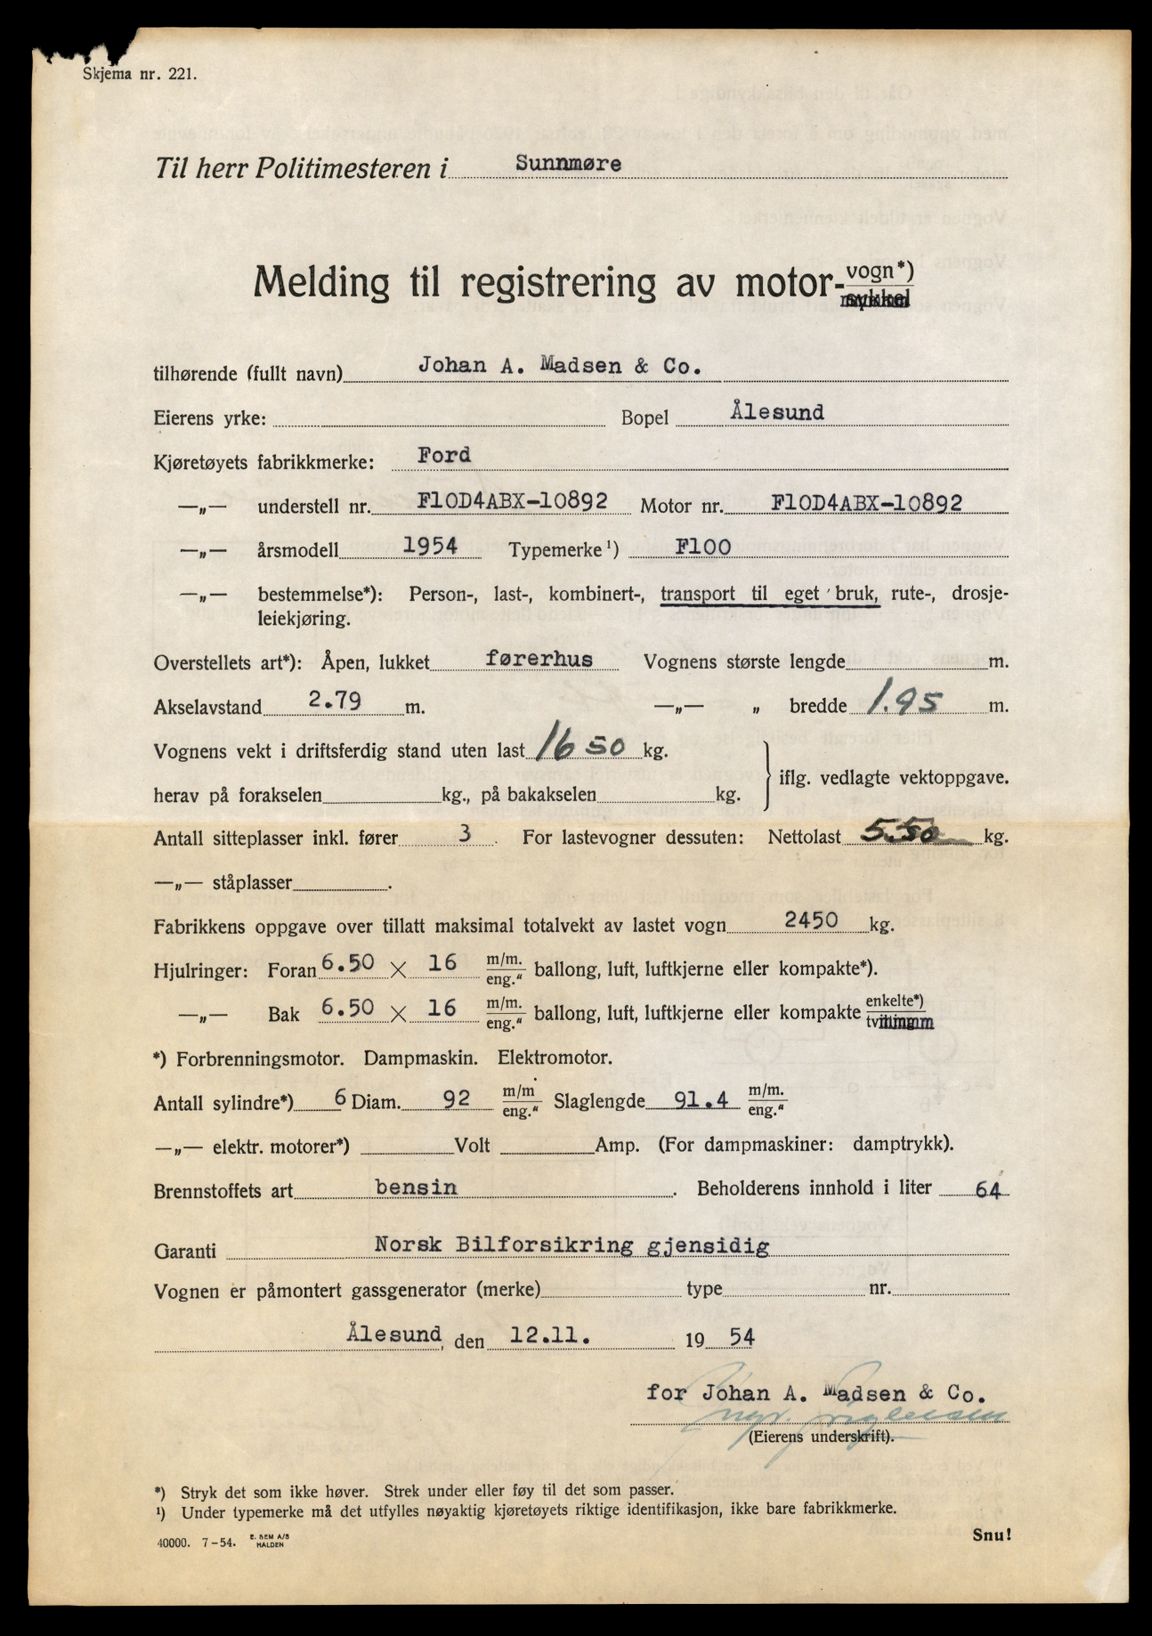 Skjema nr. 221.
Til herr Politimesteren i Sunnmøre
Melding til registrering av motor-vogn*)
sykkel
tilhørende (fullt navn) Johan A. Madsen & Co.
Eierens yrke: Bopel Ålesund
Kjøretøyets fabrikkmerke: Ford
—„— understell nr. F10D4ABX-10892 Motor nr. F10D4ABX-10892
—„— årsmodell 1954 Typemerke¹) F100
—„— bestemmelse*): Person-, last-, kombinert-, transport til eget bruk, rute-, drosje-
leiekjøring.
Overstellets art*): Åpen, lukket førerhus Vognens største lengde m.
Akselavstand 2.79 m. —„— „ bredde 1.95 m.
Vognens vekt i driftsferdig stand uten last 1650 kg.
iflg. vedlagte vektoppgave.
herav på forakselen kg., på bakakselen kg.
Antall sitteplasser inkl. fører 3 For lastevogner dessuten: Nettolast 550 kg.
—„— ståplasser .
Fabrikkens oppgave over tillatt maksimal totalvekt av lastet vogn 2450 kg.
Hjulringer: Foran 6.50 × 16 m/m. eng.“ ballong, luft, luftkjerne eller kompakte*).
—„— Bak 6.50 × 16 m/m. eng.“ ballong, luft, luftkjerne eller kompakte enkelte*)
*) Forbrenningsmotor. Dampmaskin. Elektromotor.
Antall sylindre*) 6 Diam. 92 m/m eng.“ Slaglengde 91.4 m/m. eng.“
—„— elektr. motorer*) Volt Amp. (For dampmaskiner: damptrykk).
Brennstoffets art bensin . Beholderens innhold i liter 64
Garanti Norsk Bilforsikring gjensidig
Vognen er påmontert gassgenerator (merke) type nr.
Ålesund, den 12.11. 19 54
for Johan A. Madsen & Co.
(Eierens underskrift).
*) Stryk det som ikke høver. Strek under eller føy til det som passer.
¹) Under typemerke må det utfylles nøyaktig kjøretøyets riktige identifikasjon, ikke bare fabrikkmerke.
40000. 7-54. E. SEM A/S
HALDEN
Snu!